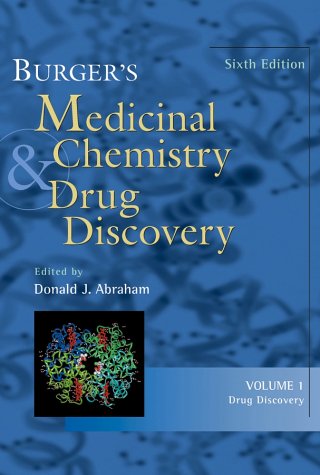 Sixth Edition
BURGER'S
Medicinal
Chemistry
& Drug
Discovery
Edited by
Donald J. Abraham
VOLUME 1
Drug Discovery